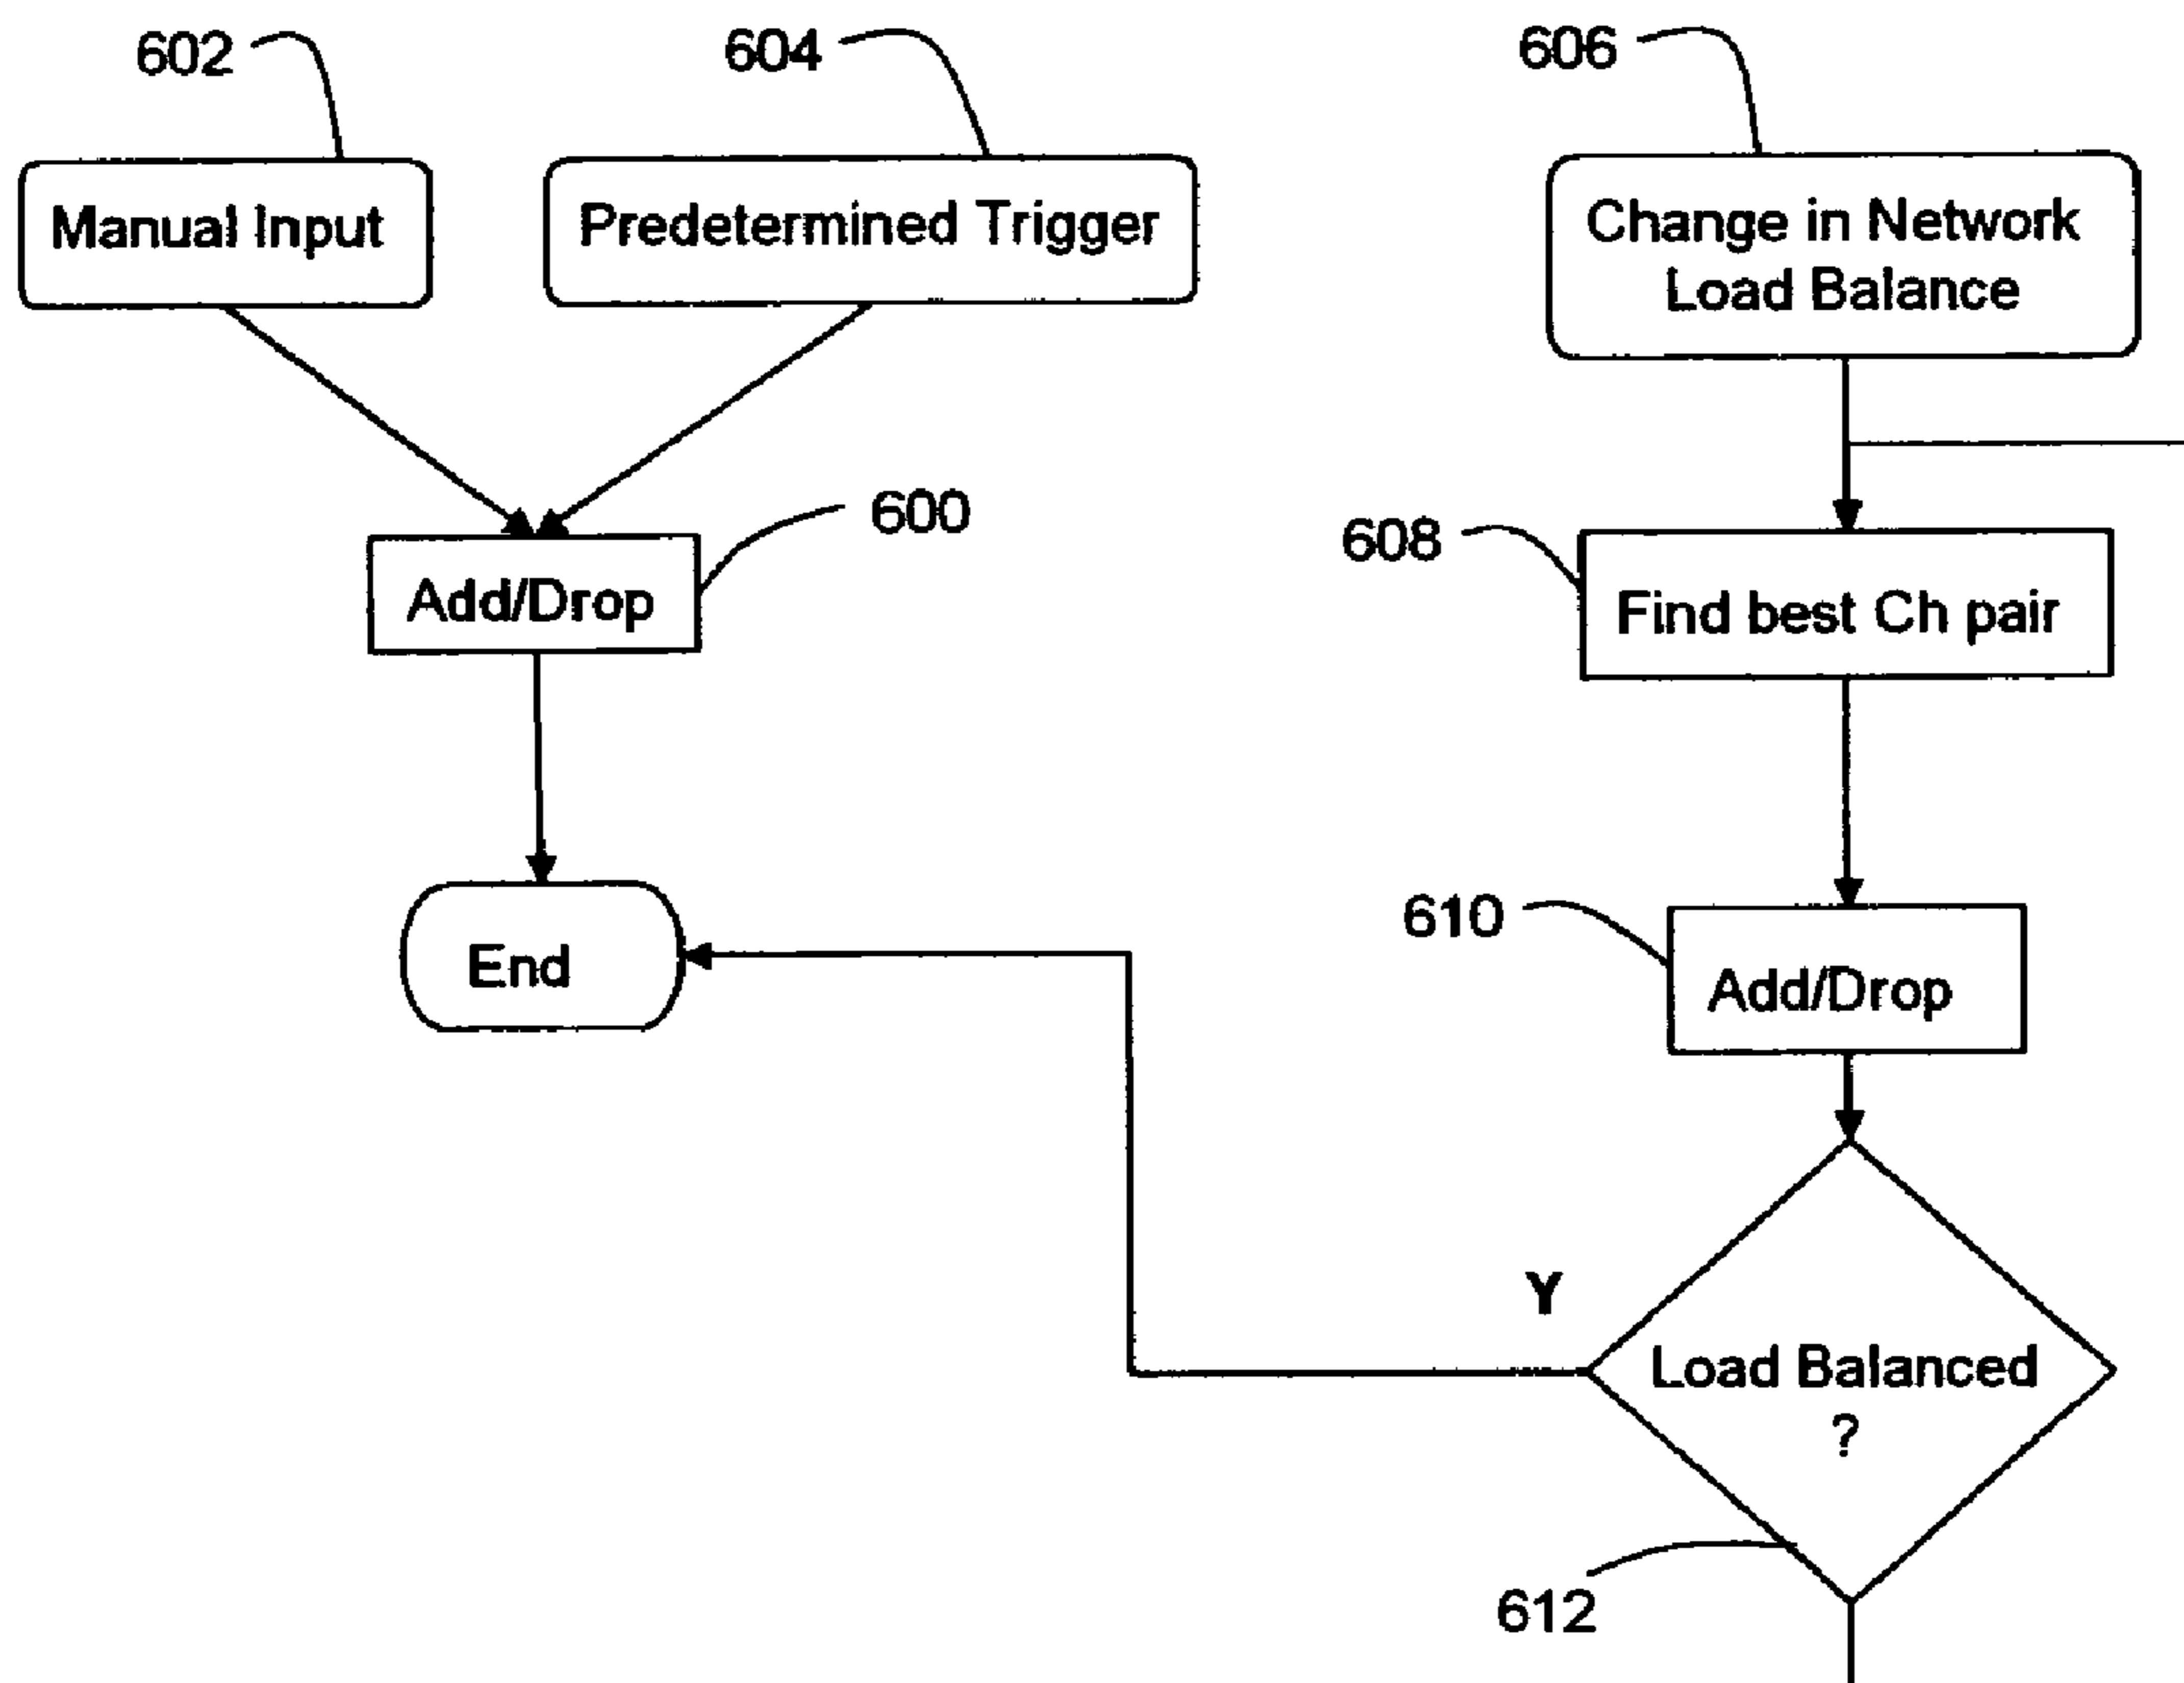 602
604
606
Manual Input
Predetermined Trigger
Change in Network
Load Balance
600
608
Add/Drop
Find best Ch pair
610
End
Add/Drop
Y
Load Balanced
?
612